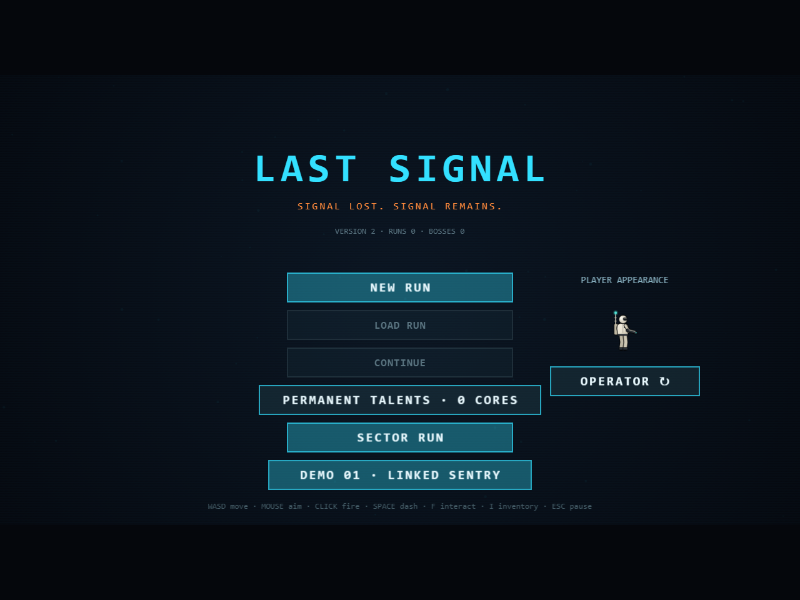 LAST SIGNAL
SIGNAL LOST. SIGNAL REMAINS.
VERSION 2 · RUNS 0 · BOSSES 0
NEW RUN
LOAD RUN
CONTINUE
PERMANENT TALENTS · 0 CORES
SECTOR RUN
DEMO 01 · LINKED SENTRY
PLAYER APPEARANCE
OPERATOR ↻
WASD move · MOUSE aim · CLICK fire · SPACE dash · F interact · I inventory · ESC pause